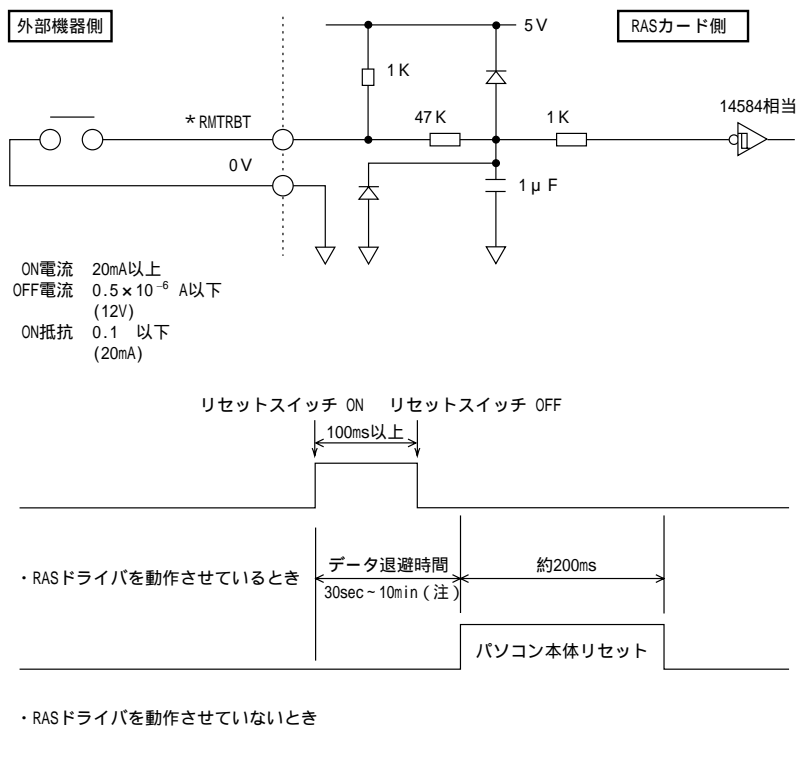 外部機器側
5V
RASカード側
1K
14584相当
*RMTRBT
47K
1K
0V
1μF
ON電流 20mA以上
OFF電流 0.5×10⁻⁶ A以下
(12V)
ON抵抗 0.1 以下
(20mA)
リセットスイッチ ON リセットスイッチ OFF
100ms以上
・RASドライバを動作させているとき
データ退避時間
約200ms
30sec~10min(注)
パソコン本体リセット
・RASドライバを動作させていないとき